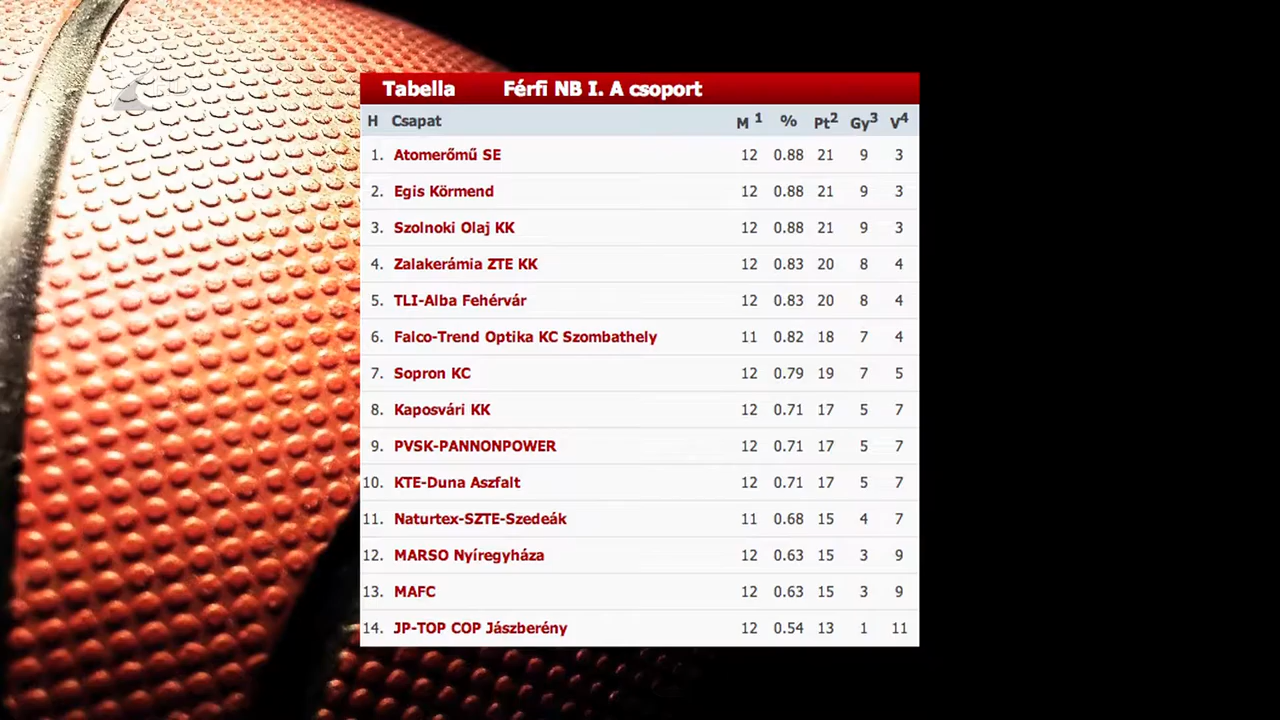 Tabella Férfi NB I. A csoport
H Csapat M 1 % Pt2 Gy3 V4
1. Atomerőmű SE 12 0.88 21 9 3
2. Egis Körmend 12 0.88 21 9 3
3. Szolnoki Olaj KK 12 0.88 21 9 3
4. Zalakerámia ZTE KK 12 0.83 20 8 4
5. TLI-Alba Fehérvár 12 0.83 20 8 4
6. Falco-Trend Optika KC Szombathely 11 0.82 18 7 4
7. Sopron KC 12 0.79 19 7 5
8. Kaposvári KK 12 0.71 17 5 7
9. PVSK-PANNONPOWER 12 0.71 17 5 7
10. KTE-Duna Aszfalt 12 0.71 17 5 7
11. Naturtex-SZTE-Szedeák 11 0.68 15 4 7
12. MARSO Nyíregyháza 12 0.63 15 3 9
13. MAFC 12 0.63 15 3 9
14. JP-TOP COP Jászberény 12 0.54 13 1 11